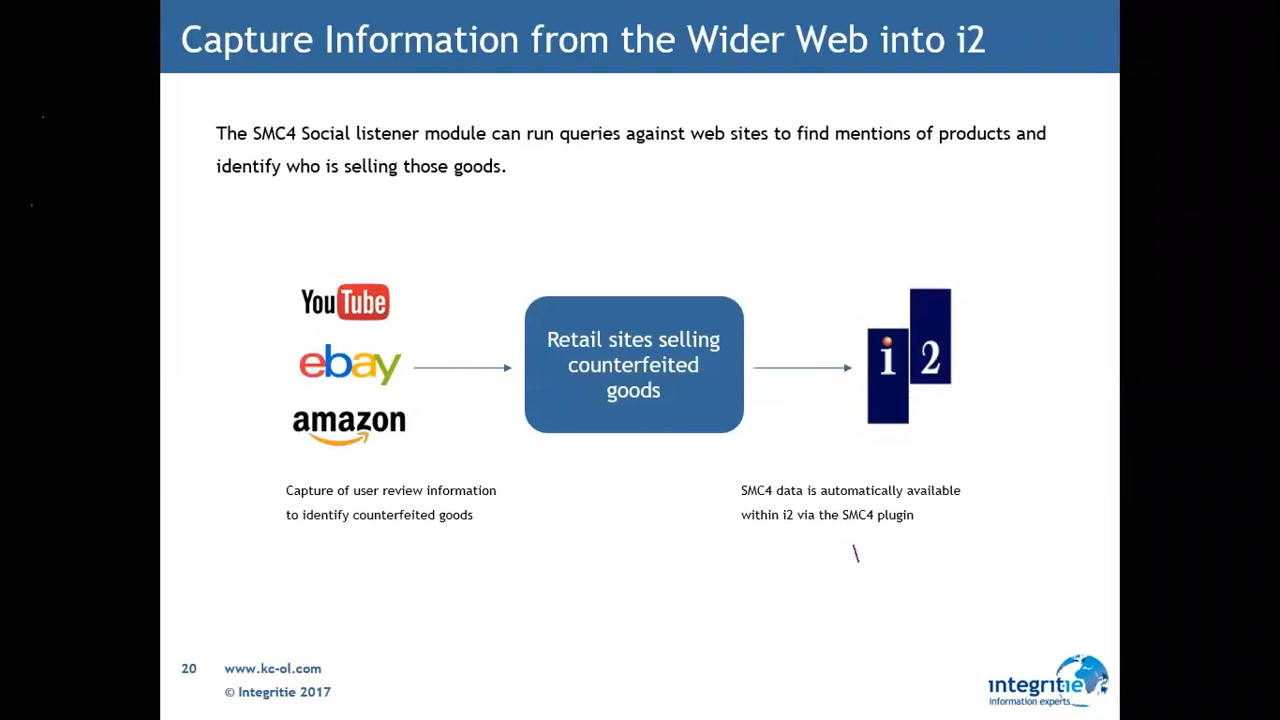 Capture Information from the Wider Web into i2
The SMC4 Social listener module can run queries against web sites to find mentions of products and
identify who is selling those goods.
YouTube
ebay
amazon
Retail sites selling
counterfeited
goods
i2
Capture of user review information
to identify counterfeited goods
SMC4 data is automatically available
within i2 via the SMC4 plugin
20
www.kc-ol.com
© Integritie 2017
integritie
information experts